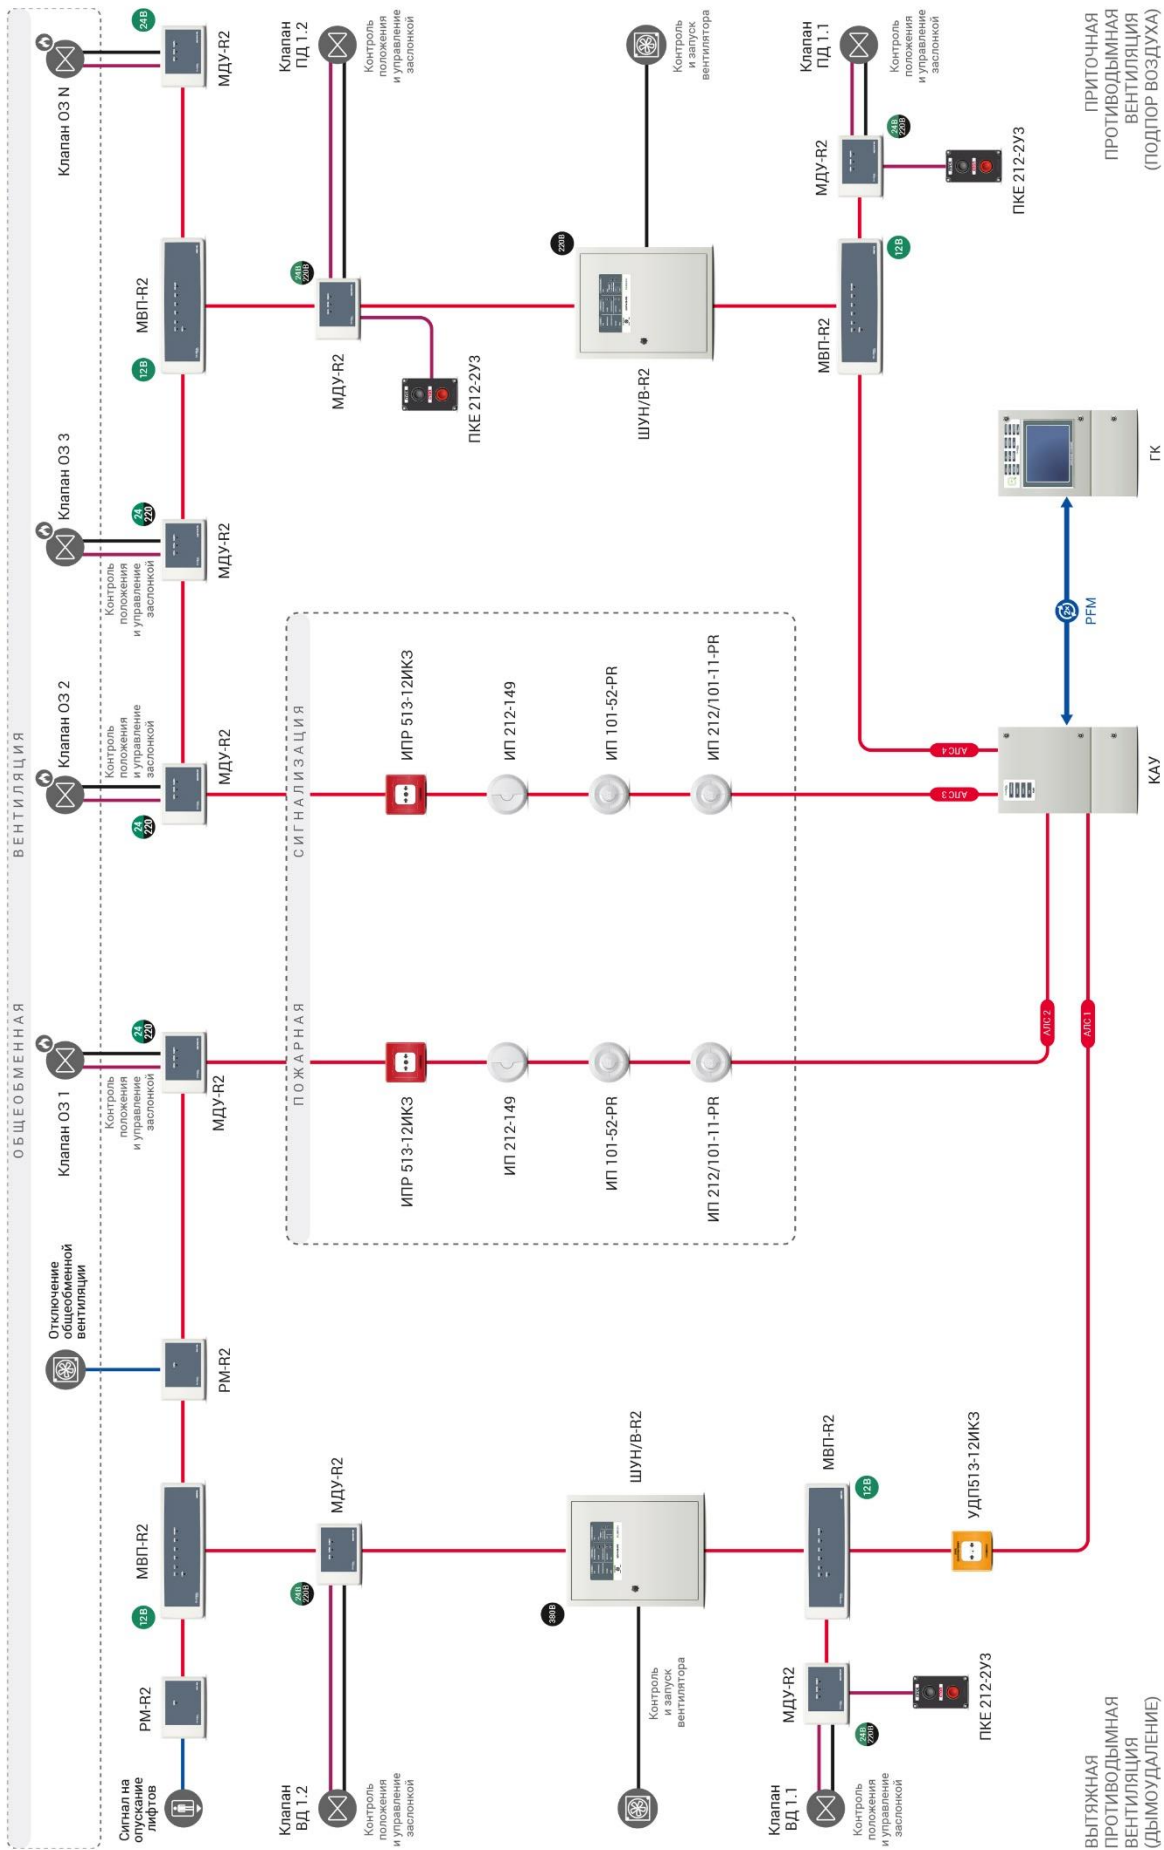 ОБЩЕОБМЕННАЯ ВЕНТИЛЯЦИЯ
Сигнал на
опускание
лифтов
Отключение
общеобменной
вентиляции
Клапан ОЗ 1
Клапан ОЗ 2
Клапан ОЗ 3
Клапан ОЗ N
Контроль
положения
и управление
заслонкой
Контроль
положения
и управление
заслонкой
Контроль
положения
и управление
заслонкой
12В
24
220
24
220
24
220
12В
24В
РМ-R2
МВП-R2
РМ-R2
МДУ-R2
МДУ-R2
МДУ-R2
МВП-R2
МДУ-R2
Клапан
ВД 1.2
Контроль
положения
и управление
заслонкой
24В
220В
МДУ-R2
ПОЖАРНАЯ СИГНАЛИЗАЦИЯ
24В
220В
МДУ-R2
Клапан
ПД 1.2
Контроль
положения
и управление
заслонкой
ПКЕ 212-2У3
ИПР 513-12ИКЗ
ИПР 513-12ИКЗ
ИП 212-149
ИП 212-149
ИП 101-52-PR
ИП 101-52-PR
ИП 212/101-11-PR
ИП 212/101-11-PR
380В
ШУН/В-R2
Контроль
и запуск
вентилятора
220В
ШУН/В-R2
Контроль
и запуск
вентилятора
Клапан
ВД 1.1
Контроль
положения
и управление
заслонкой
МДУ-R2
24В
220В
МВП-R2
12В
МВП-R2
12В
МДУ-R2
24В
220В
Клапан
ПД 1.1
Контроль
положения
и управление
заслонкой
ПКЕ 212-2У3
УДП513-12ИКЗ
ПКЕ 212-2У3
АЛС 3
АЛС 4
АЛС 2
АЛС 1
2x
PFM
КАУ
ГК
ВЫТЯЖНАЯ
ПРОТИВОДЫМНАЯ
ВЕНТИЛЯЦИЯ
(ДЫМОУДАЛЕНИЕ)
ПРИТОЧНАЯ
ПРОТИВОДЫМНАЯ
ВЕНТИЛЯЦИЯ
(ПОДПОР ВОЗДУХА)